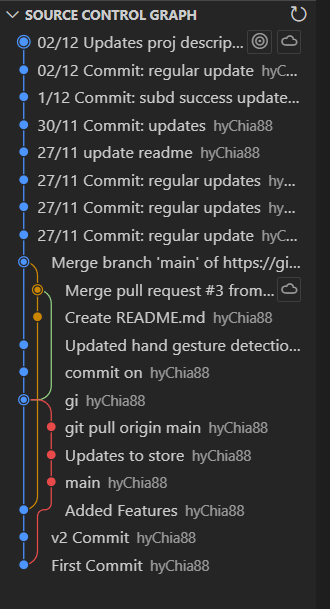 SOURCE CONTROL GRAPH
02/12 Updates proj descrip...
02/12 Commit: regular update hyC...
1/12 Commit: subd success update...
30/11 Commit: updates hyChia88
27/11 update readme hyChia88
27/11 Commit: regular updates hy...
27/11 Commit: regular updates hy...
27/11 Commit: regular update hyC...
Merge branch 'main' of https://gi...
Merge pull request #3 from...
Create README.md hyChia88
Updated hand gesture detectio...
commit on hyChia88
gi hyChia88
git pull origin main hyChia88
Updates to store hyChia88
main hyChia88
Added Features hyChia88
v2 Commit hyChia88
First Commit hyChia88